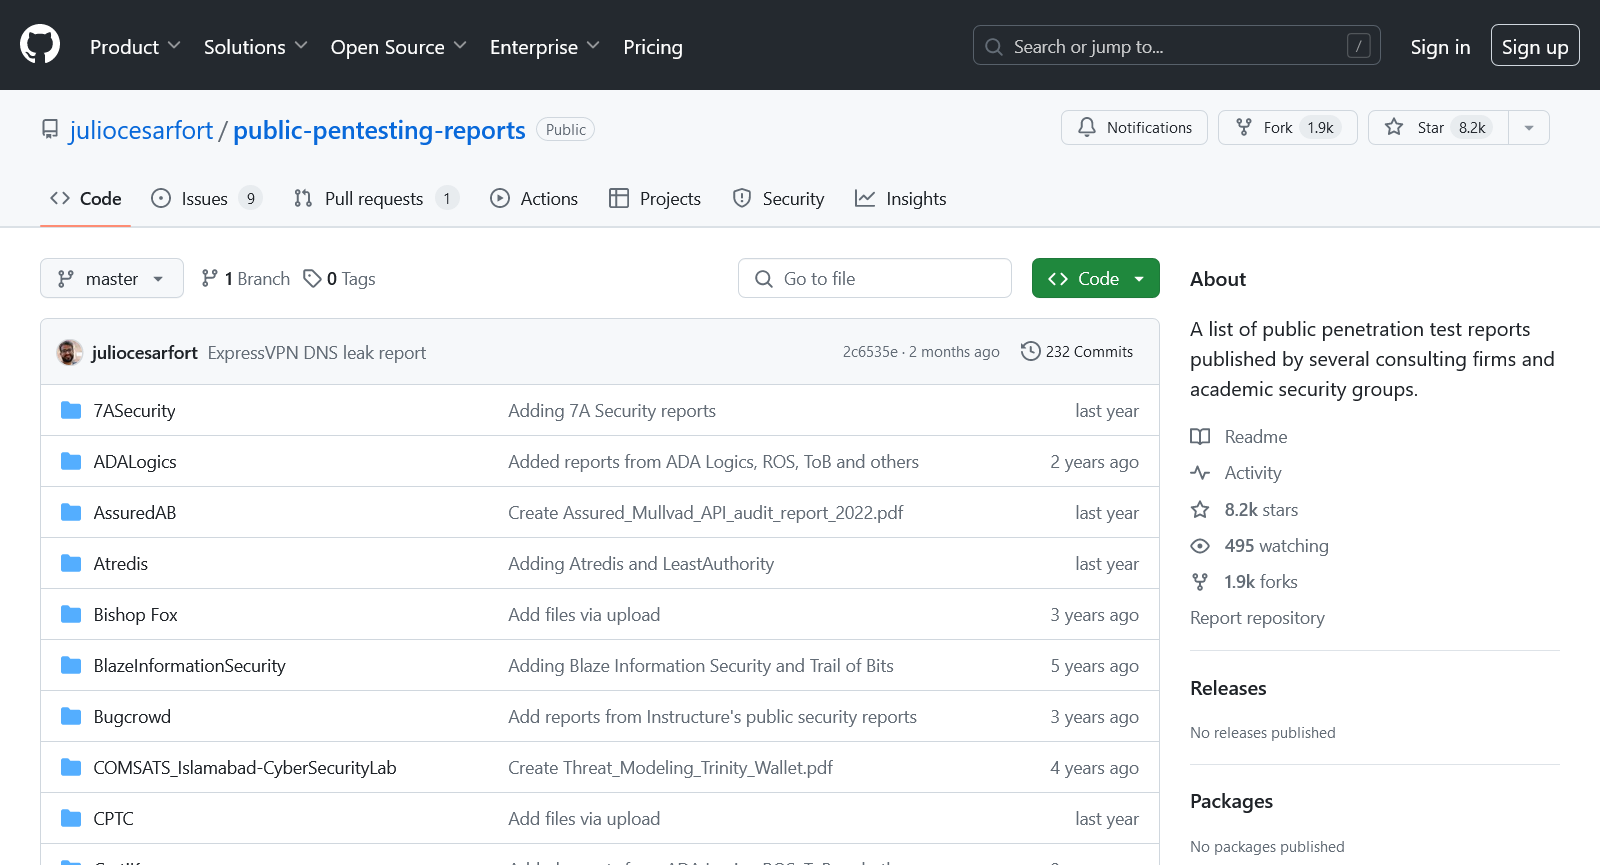 Product Solutions Open Source Enterprise Pricing Search or jump to... / Sign in Sign up
juliocesarfort / public-pentesting-reports Public Notifications Fork 1.9k Star 8.2k
Code Issues 9 Pull requests 1 Actions Projects Security Insights
master 1 Branch 0 Tags Go to file Code
juliocesarfort ExpressVPN DNS leak report 2c6535e · 2 months ago 232 Commits
7ASecurity Adding 7A Security reports last year
ADALogics Added reports from ADA Logics, ROS, ToB and others 2 years ago
AssuredAB Create Assured_Mullvad_API_audit_report_2022.pdf last year
Atredis Adding Atredis and LeastAuthority last year
Bishop Fox Add files via upload 3 years ago
BlazeInformationSecurity Adding Blaze Information Security and Trail of Bits 5 years ago
Bugcrowd Add reports from Instructure's public security reports 3 years ago
COMSATS_Islamabad-CyberSecurityLab Create Threat_Modeling_Trinity_Wallet.pdf 4 years ago
CPTC Add files via upload last year
About
A list of public penetration test reports
published by several consulting firms and
academic security groups.
Readme
Activity
8.2k stars
495 watching
1.9k forks
Report repository
Releases
No releases published
Packages
No packages published